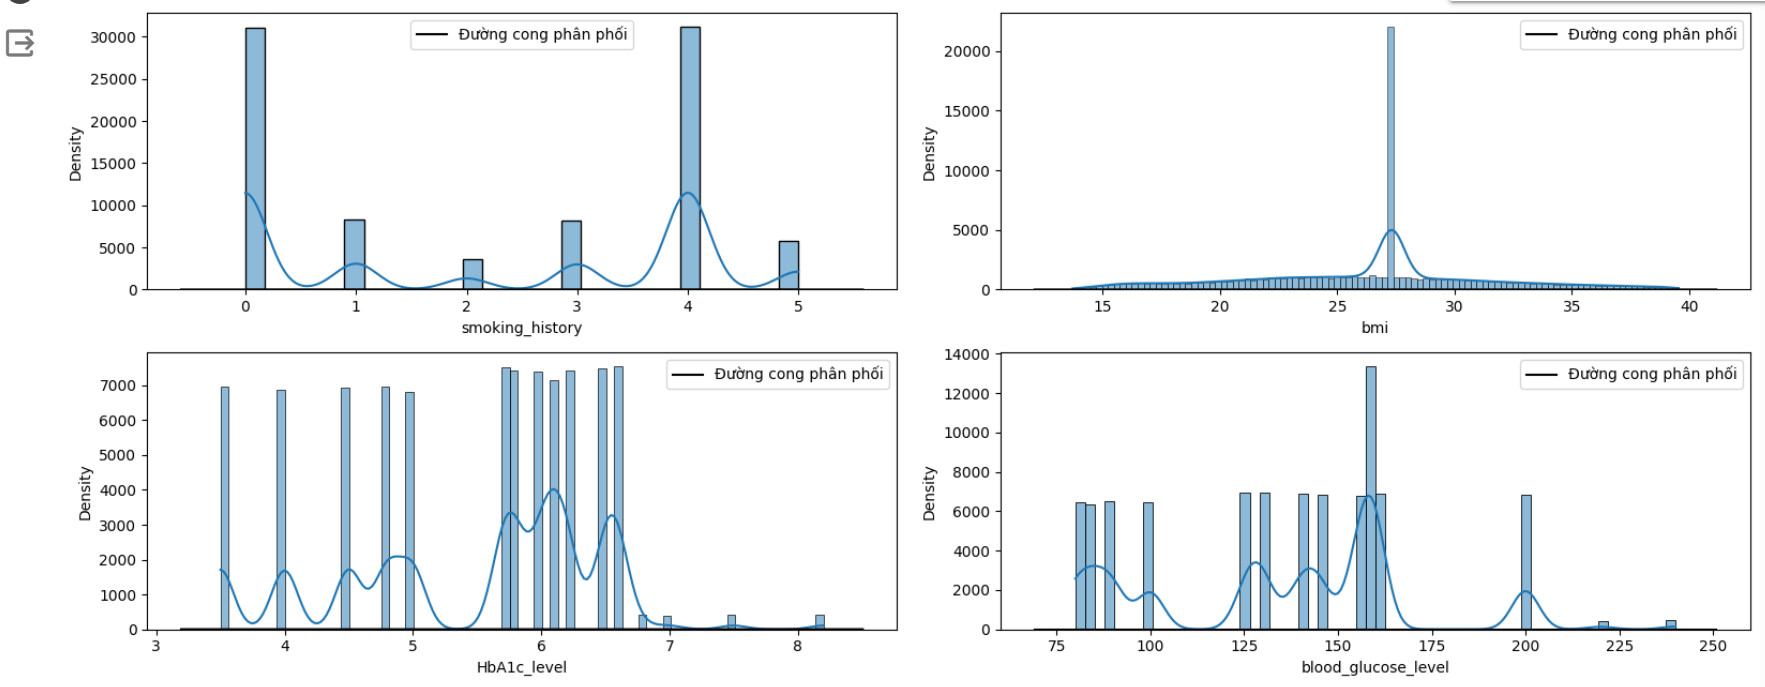 Đường cong phân phối
30000
25000
20000
15000
10000
5000
0
Density
0 1 2 3 4 5
smoking_history
Đường cong phân phối
20000
15000
10000
5000
0
Density
15 20 25 30 35 40
bmi
Đường cong phân phối
7000
6000
5000
4000
3000
2000
1000
0
Density
3 4 5 6 7 8
HbA1c_level
Đường cong phân phối
14000
12000
10000
8000
6000
4000
2000
0
Density
75 100 125 150 175 200 225 250
blood_glucose_level